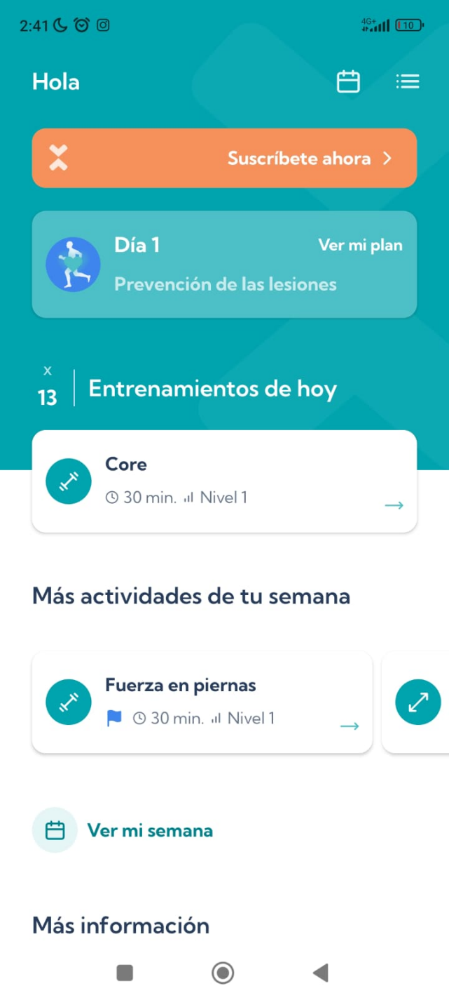 2:41
4G+
10
Hola
Suscríbete ahora
Día 1
Ver mi plan
Prevención de las lesiones
X
13
Entrenamientos de hoy
Core
30 min. Nivel 1
Más actividades de tu semana
Fuerza en piernas
30 min. Nivel 1
Ver mi semana
Más información